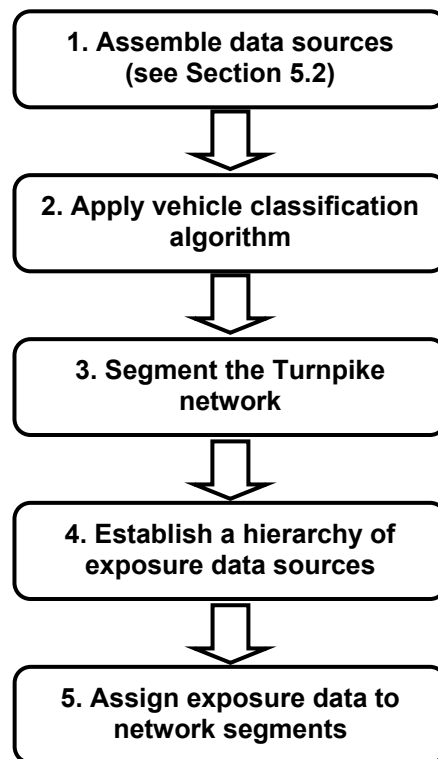 1. Assemble data sources
(see Section 5.2)
2. Apply vehicle classification
algorithm
3. Segment the Turnpike
network
4. Establish a hierarchy of
exposure data sources
5. Assign exposure data to
network segments